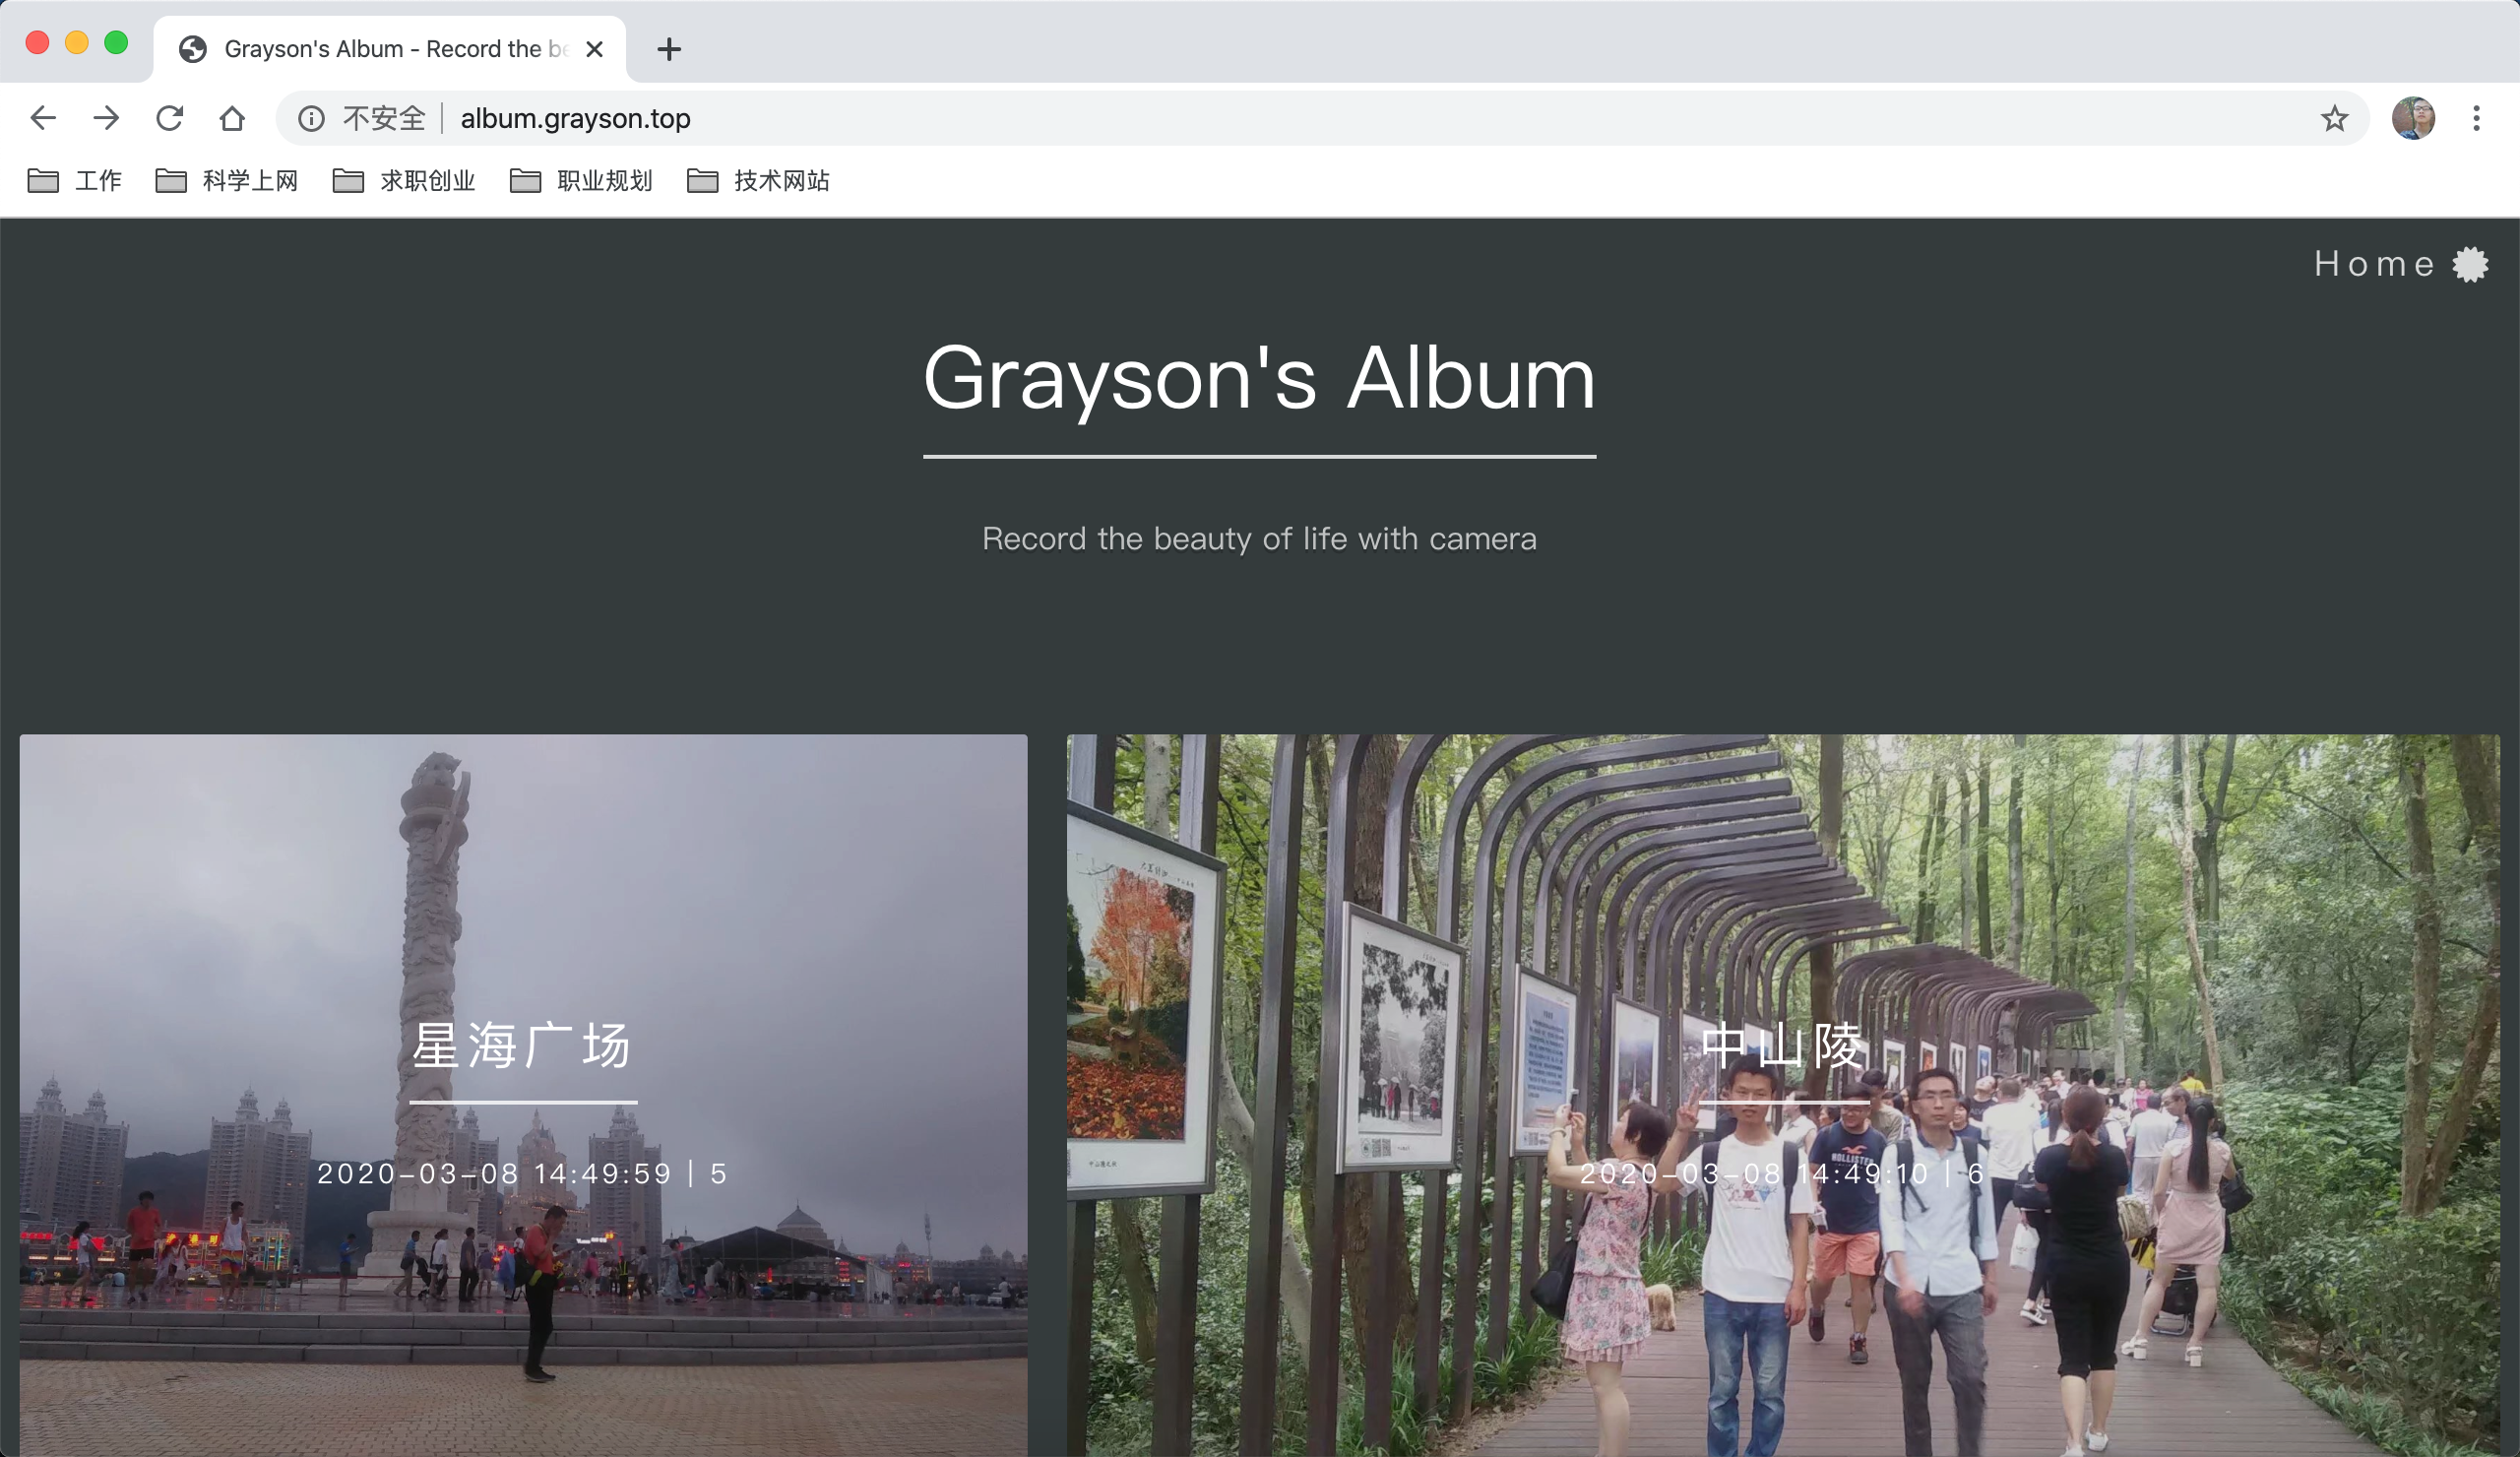 Grayson's Album - Record the be
不安全 album.grayson.top
工作 科学上网 求职创业 职业规划 技术网站
Home
Grayson's Album
Record the beauty of life with camera
星海广场
2020-03-08 14:49:59 | 5
中山陵
2020-03-08 14:49:10 | 6
HOLLISTER